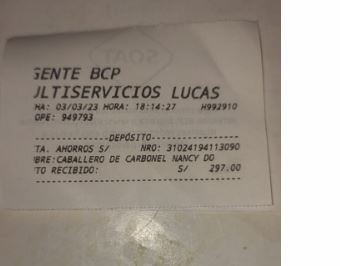 GENTE BCP
ULTISERVICIOS LUCAS
HA: 03/03/23 HORA: 18:14:27 H992910
OPE: 949793
DEPÓSITO
TA. AHORROS S/ NRO: 31024194113090
BRE:CABALLERO DE CARBONEL NANCY DO
TO RECIBIDO: S/ 297.00